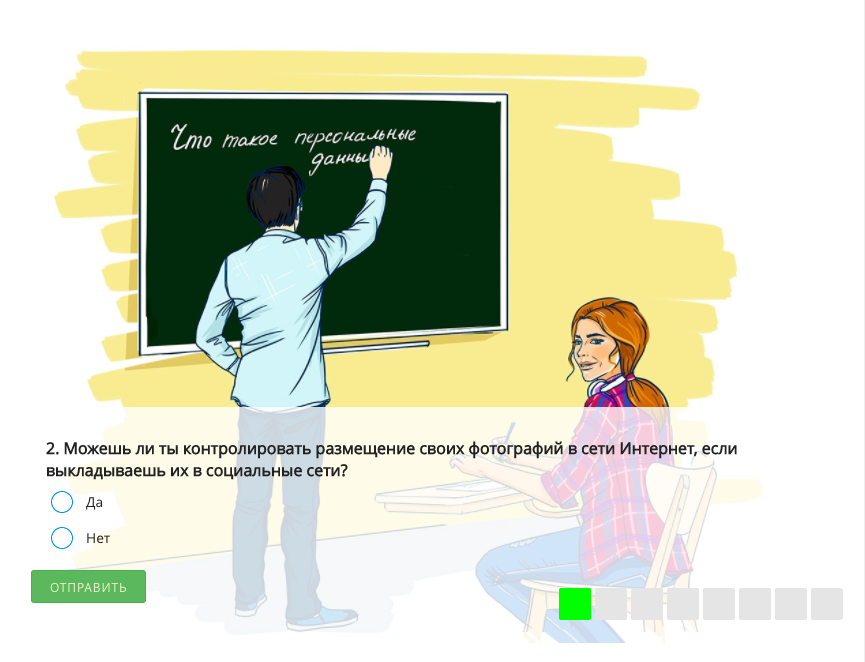 Что такое персональные
данны
2. Можешь ли ты контролировать размещение своих фотографий в сети Интернет, если
выкладываешь их в социальные сети?
Да
Нет
ОТПРАВИТЬ